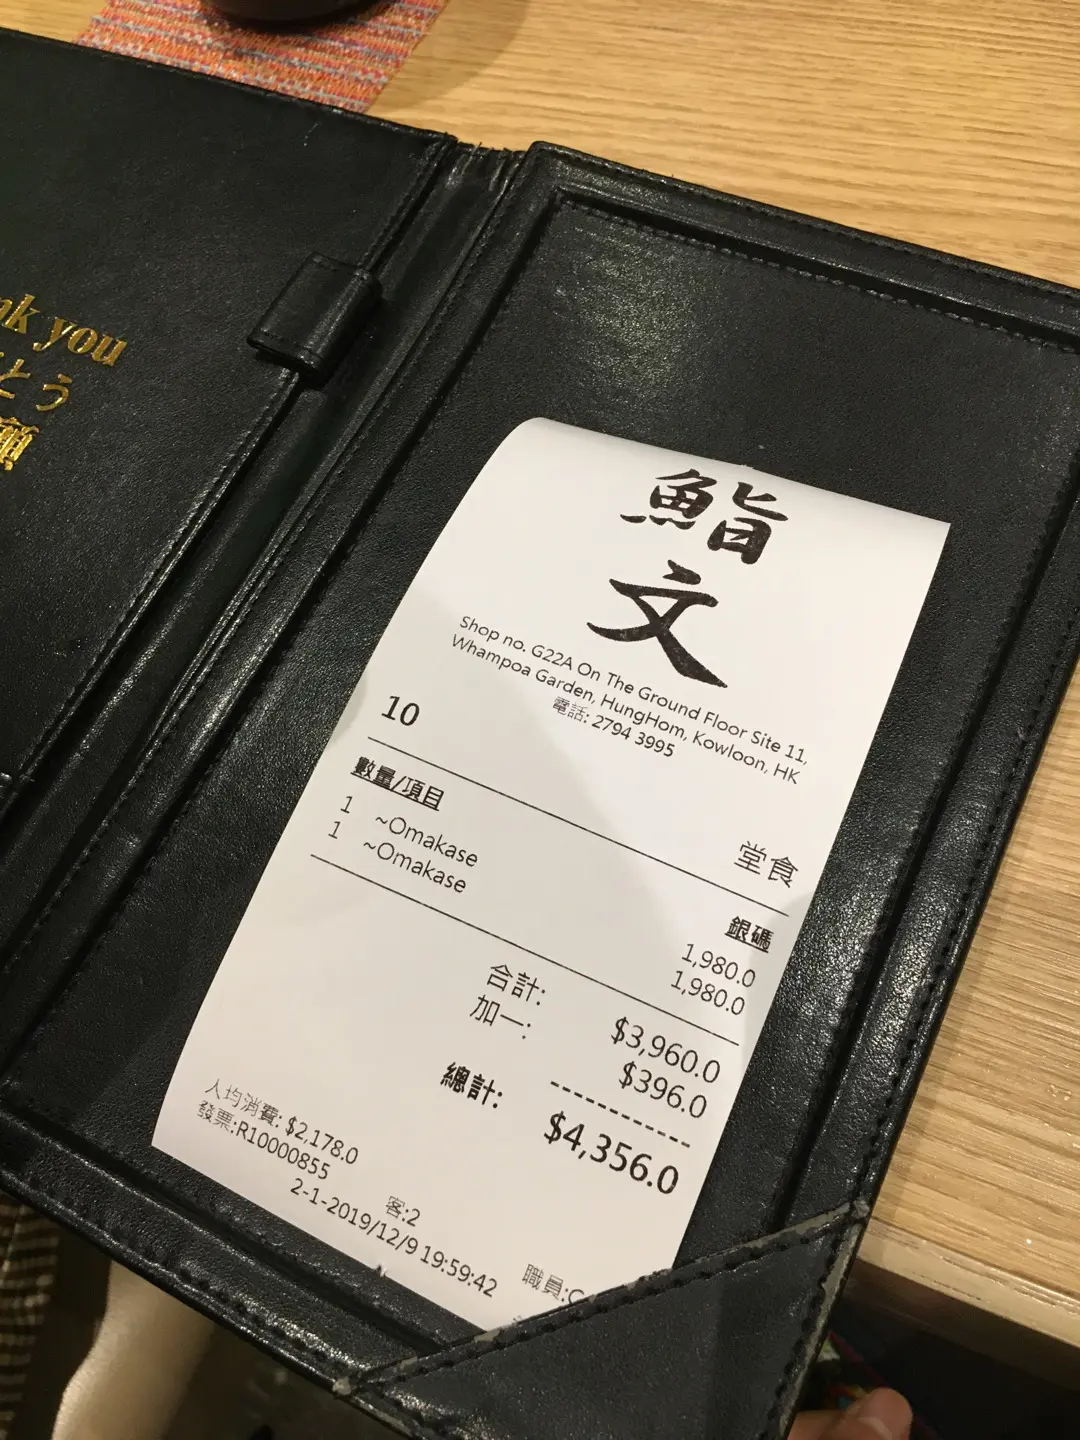 nk you
とう
顧
鮨
文
Shop no. G22A On The Ground Floor Site 11,
Whampoa Garden, HungHom, Kowloon, HK
電話: 2794 3995
10
堂食
數量/項目 銀碼
1 ~Omakase 1,980.0
1 ~Omakase 1,980.0
合計: $3,960.0
加一: $396.0
總計: $4,356.0
人均消費: $2,178.0
發票:R10000855
客:2
職員:C
2-1-2019/12/9 19:59:42